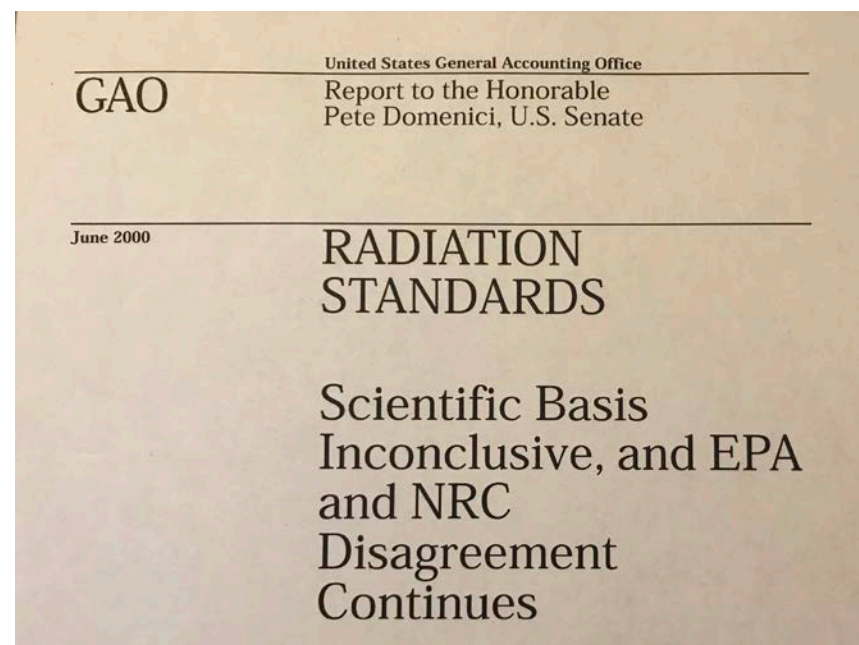 United States General Accounting Office
GAO
Report to the Honorable
Pete Domenici, U.S. Senate
June 2000
RADIATION
STANDARDS
Scientific Basis
Inconclusive, and EPA
and NRC
Disagreement
Continues